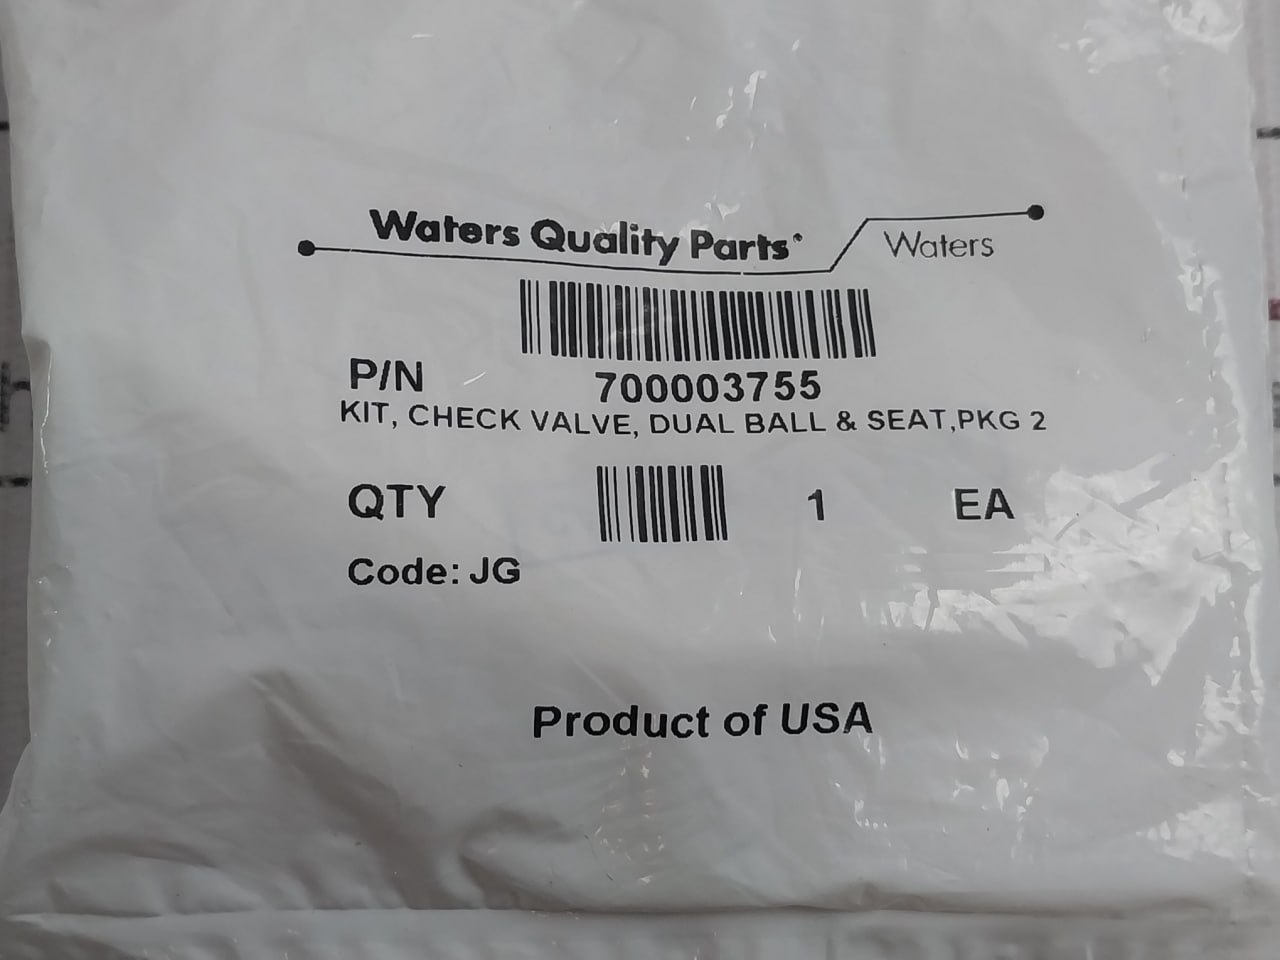 Waters Quality Parts®
Waters
P/N 700003755
KIT, CHECK VALVE, DUAL BALL & SEAT,PKG 2
QTY 1 EA
Code: JG
Product of USA